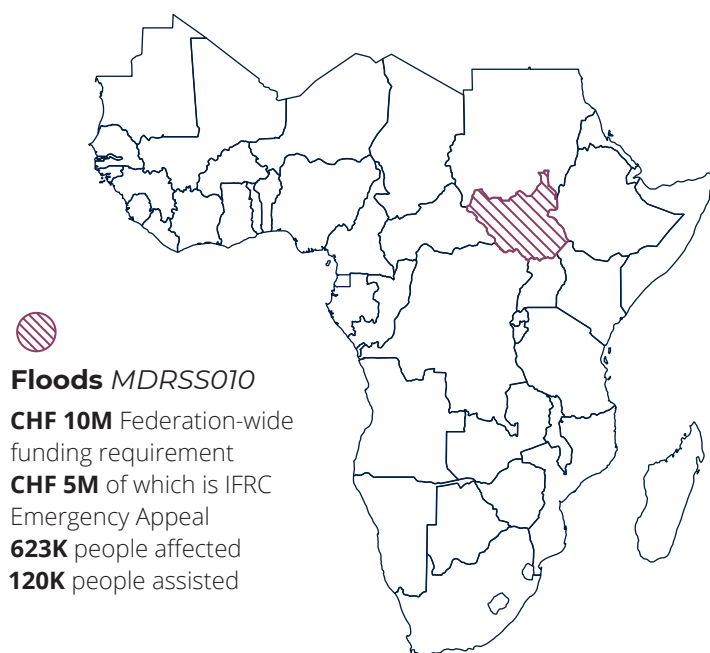 Floods MDRSS010
CHF 10M Federation-wide
funding requirement
CHF 5M of which is IFRC
Emergency Appeal
623K people affected
120K people assisted